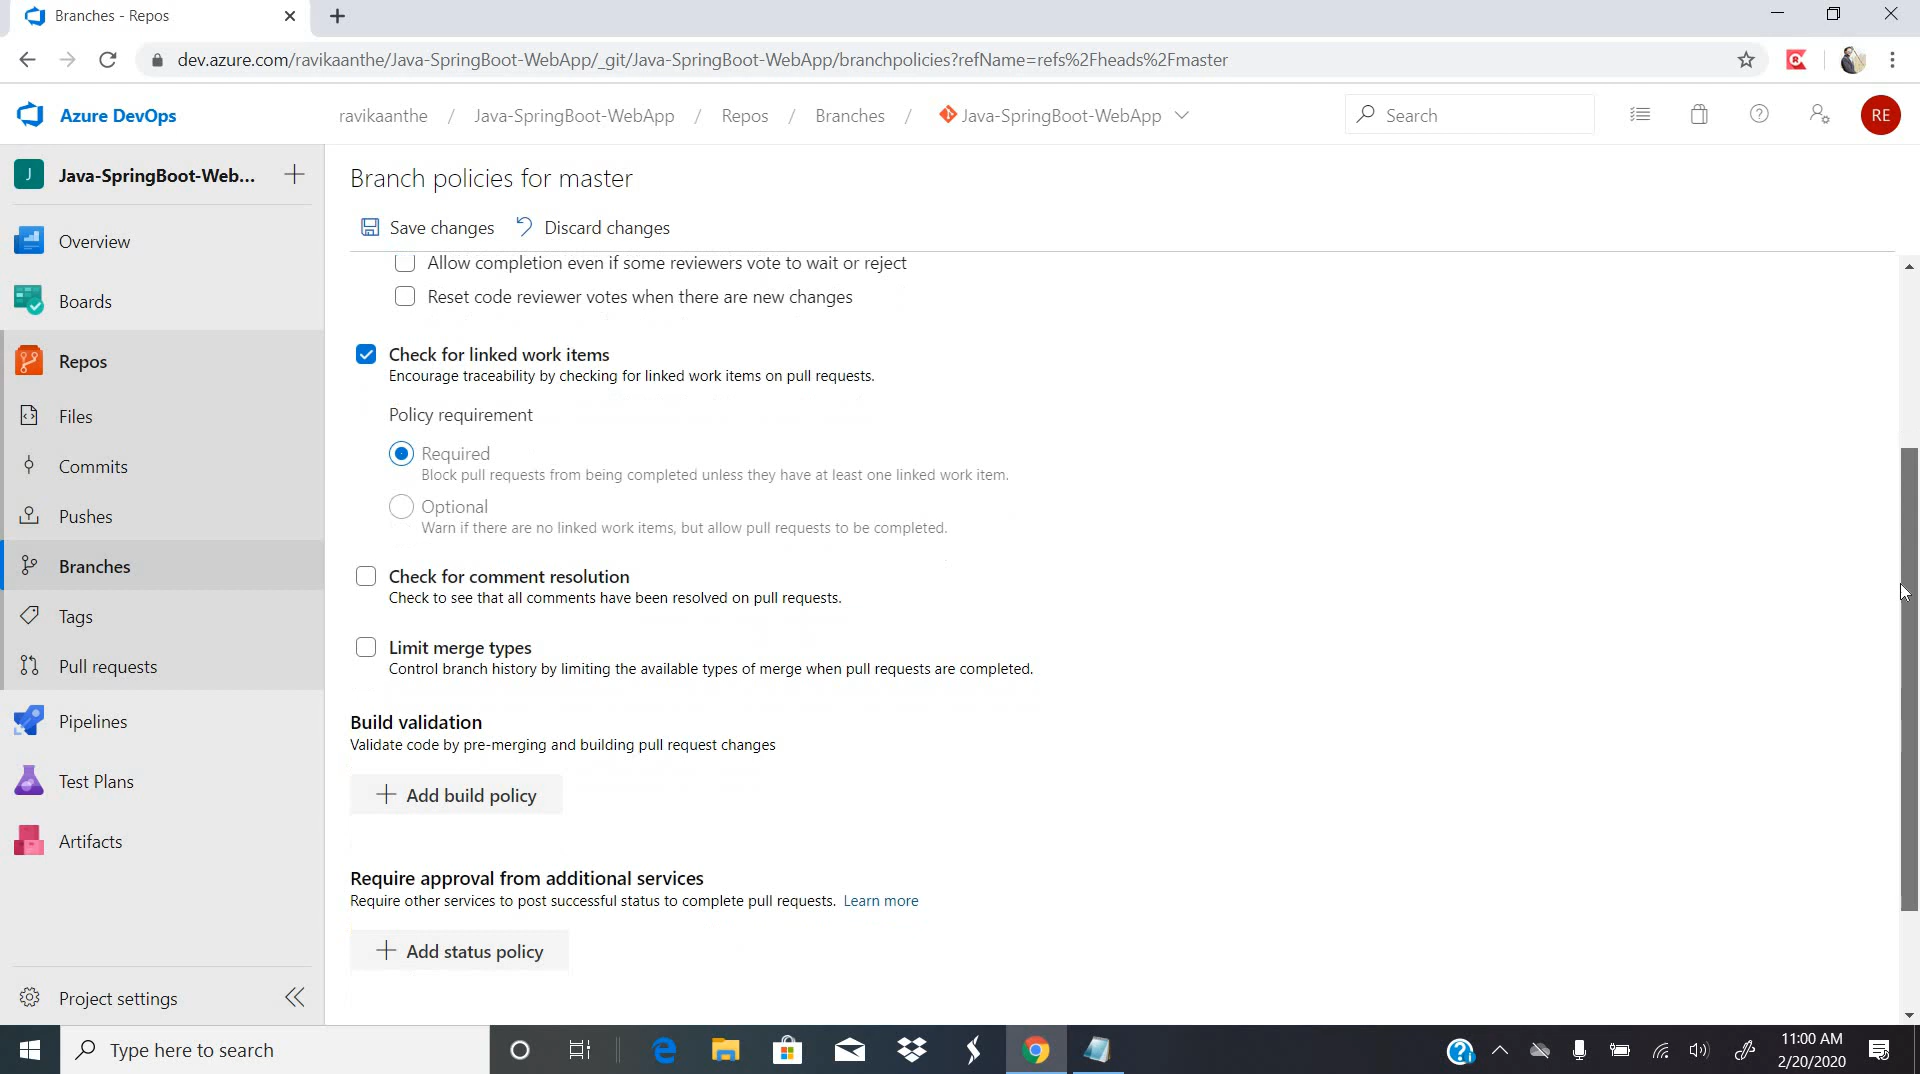 Branches - Repos
dev.azure.com/ravikaanthe/Java-SpringBoot-WebApp/_git/Java-SpringBoot-WebApp/branchpolicies?refName=refs%2Fheads%2Fmaster
Azure DevOps
ravikaanthe / Java-SpringBoot-WebApp / Repos / Branches / Java-SpringBoot-WebApp
Search
RE
J
Java-SpringBoot-Web...
Overview
Boards
Repos
Files
Commits
Pushes
Branches
Tags
Pull requests
Pipelines
Test Plans
Artifacts
Project settings
Branch policies for master
Save changes
Discard changes
Allow completion even if some reviewers vote to wait or reject
Reset code reviewer votes when there are new changes
Check for linked work items
Encourage traceability by checking for linked work items on pull requests.
Policy requirement
Required
Block pull requests from being completed unless they have at least one linked work item.
Optional
Warn if there are no linked work items, but allow pull requests to be completed.
Check for comment resolution
Check to see that all comments have been resolved on pull requests.
Limit merge types
Control branch history by limiting the available types of merge when pull requests are completed.
Build validation
Validate code by pre-merging and building pull request changes
Add build policy
Require approval from additional services
Require other services to post successful status to complete pull requests. Learn more
Add status policy
Type here to search
11:00 AM
2/20/2020